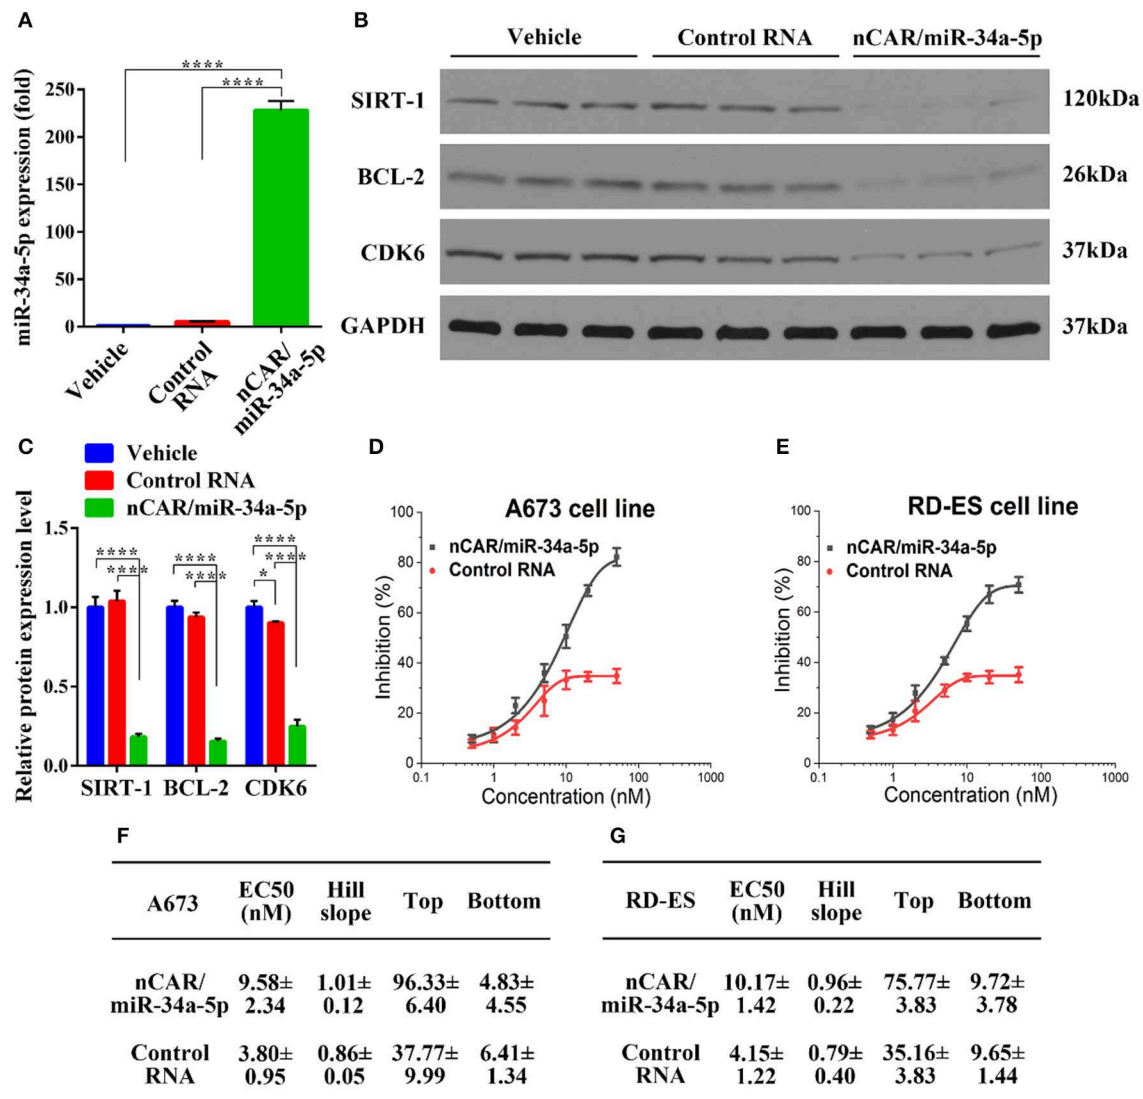 A
miR-34a-5p expression (fold)
250
200
150
100
50
0
****
****
Vehicle
Control
RNA
nCAR/
miR-34a-5p
B
Vehicle
Control RNA
nCAR/miR-34a-5p
SIRT-1
120kDa
BCL-2
26kDa
CDK6
37kDa
GAPDH
37kDa
C
Vehicle
Control RNA
nCAR/miR-34a-5p
Relative protein expression level
1.5
1.0
0.5
0.0
****
****
****
****
****
****
*
SIRT-1
BCL-2
CDK6
D
A673 cell line
nCAR/miR-34a-5p
Control RNA
Inhibition (%)
100
80
60
40
20
0
0.1
1
10
100
1000
Concentration (nM)
E
RD-ES cell line
nCAR/miR-34a-5p
Control RNA
Inhibition (%)
100
80
60
40
20
0
0.1
1
10
100
1000
Concentration (nM)
F
A673 EC50 (nM) Hill slope Top Bottom
nCAR/ 9.58± 1.01± 96.33± 4.83±
miR-34a-5p 2.34 0.12 6.40 4.55
Control 3.80± 0.86± 37.77± 6.41±
RNA 0.95 0.05 9.99 1.34
G
RD-ES EC50 (nM) Hill slope Top Bottom
nCAR/ 10.17± 0.96± 75.77± 9.72±
miR-34a-5p 1.42 0.22 3.83 3.78
Control 4.15± 0.79± 35.16± 9.65±
RNA 1.22 0.40 3.83 1.44